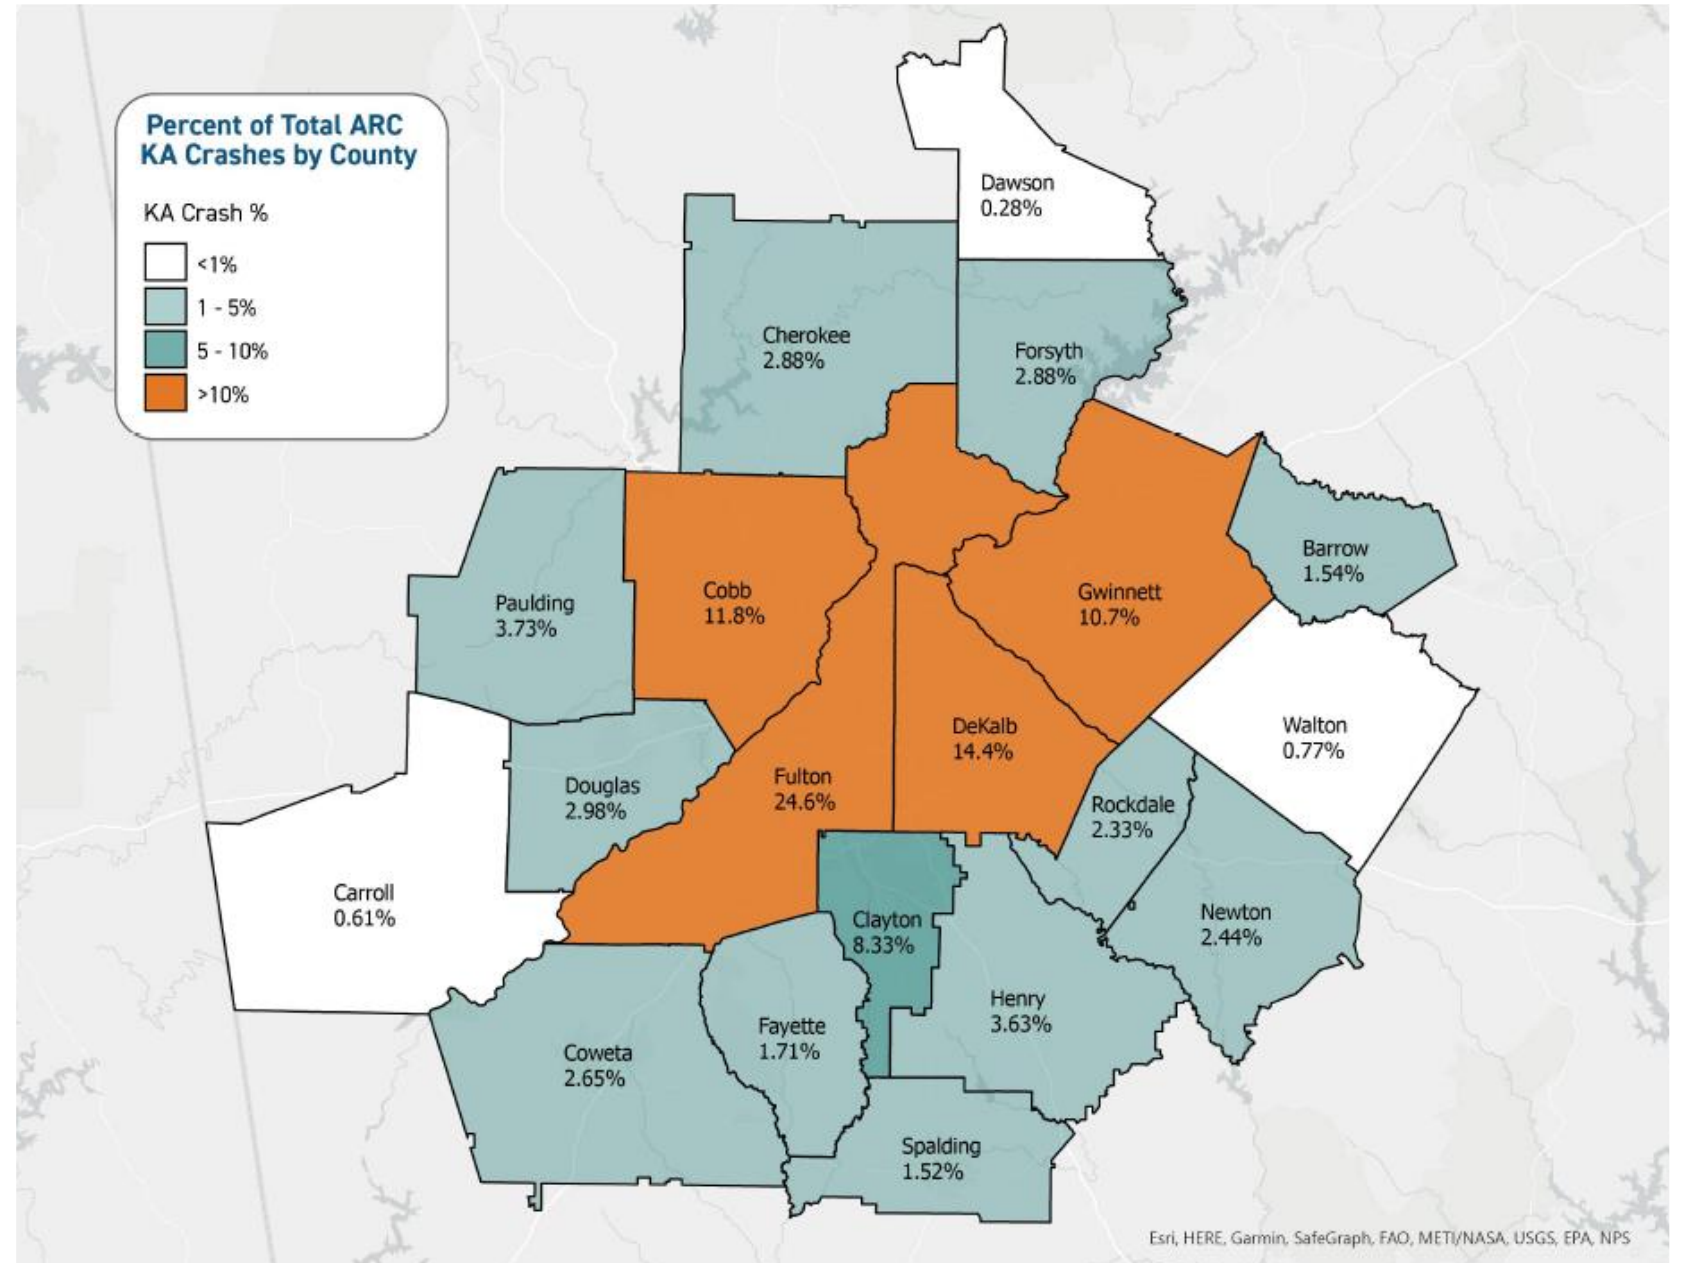 Percent of Total ARC
KA Crashes by County
KA Crash %
<1%
1 - 5%
5 - 10%
>10%
Dawson
0.28%
Cherokee
2.88%
Forsyth
2.88%
Barrow
1.54%
Paulding
3.73%
Cobb
11.8%
Gwinnett
10.7%
Walton
0.77%
DeKalb
14.4%
Fulton
24.6%
Douglas
2.98%
Rockdale
2.33%
Carroll
0.61%
Clayton
8.33%
Newton
2.44%
Henry
3.63%
Fayette
1.71%
Coweta
2.65%
Spalding
1.52%
Esri, HERE, Garmin, SafeGraph, FAO, METI/NASA, USGS, EPA, NPS